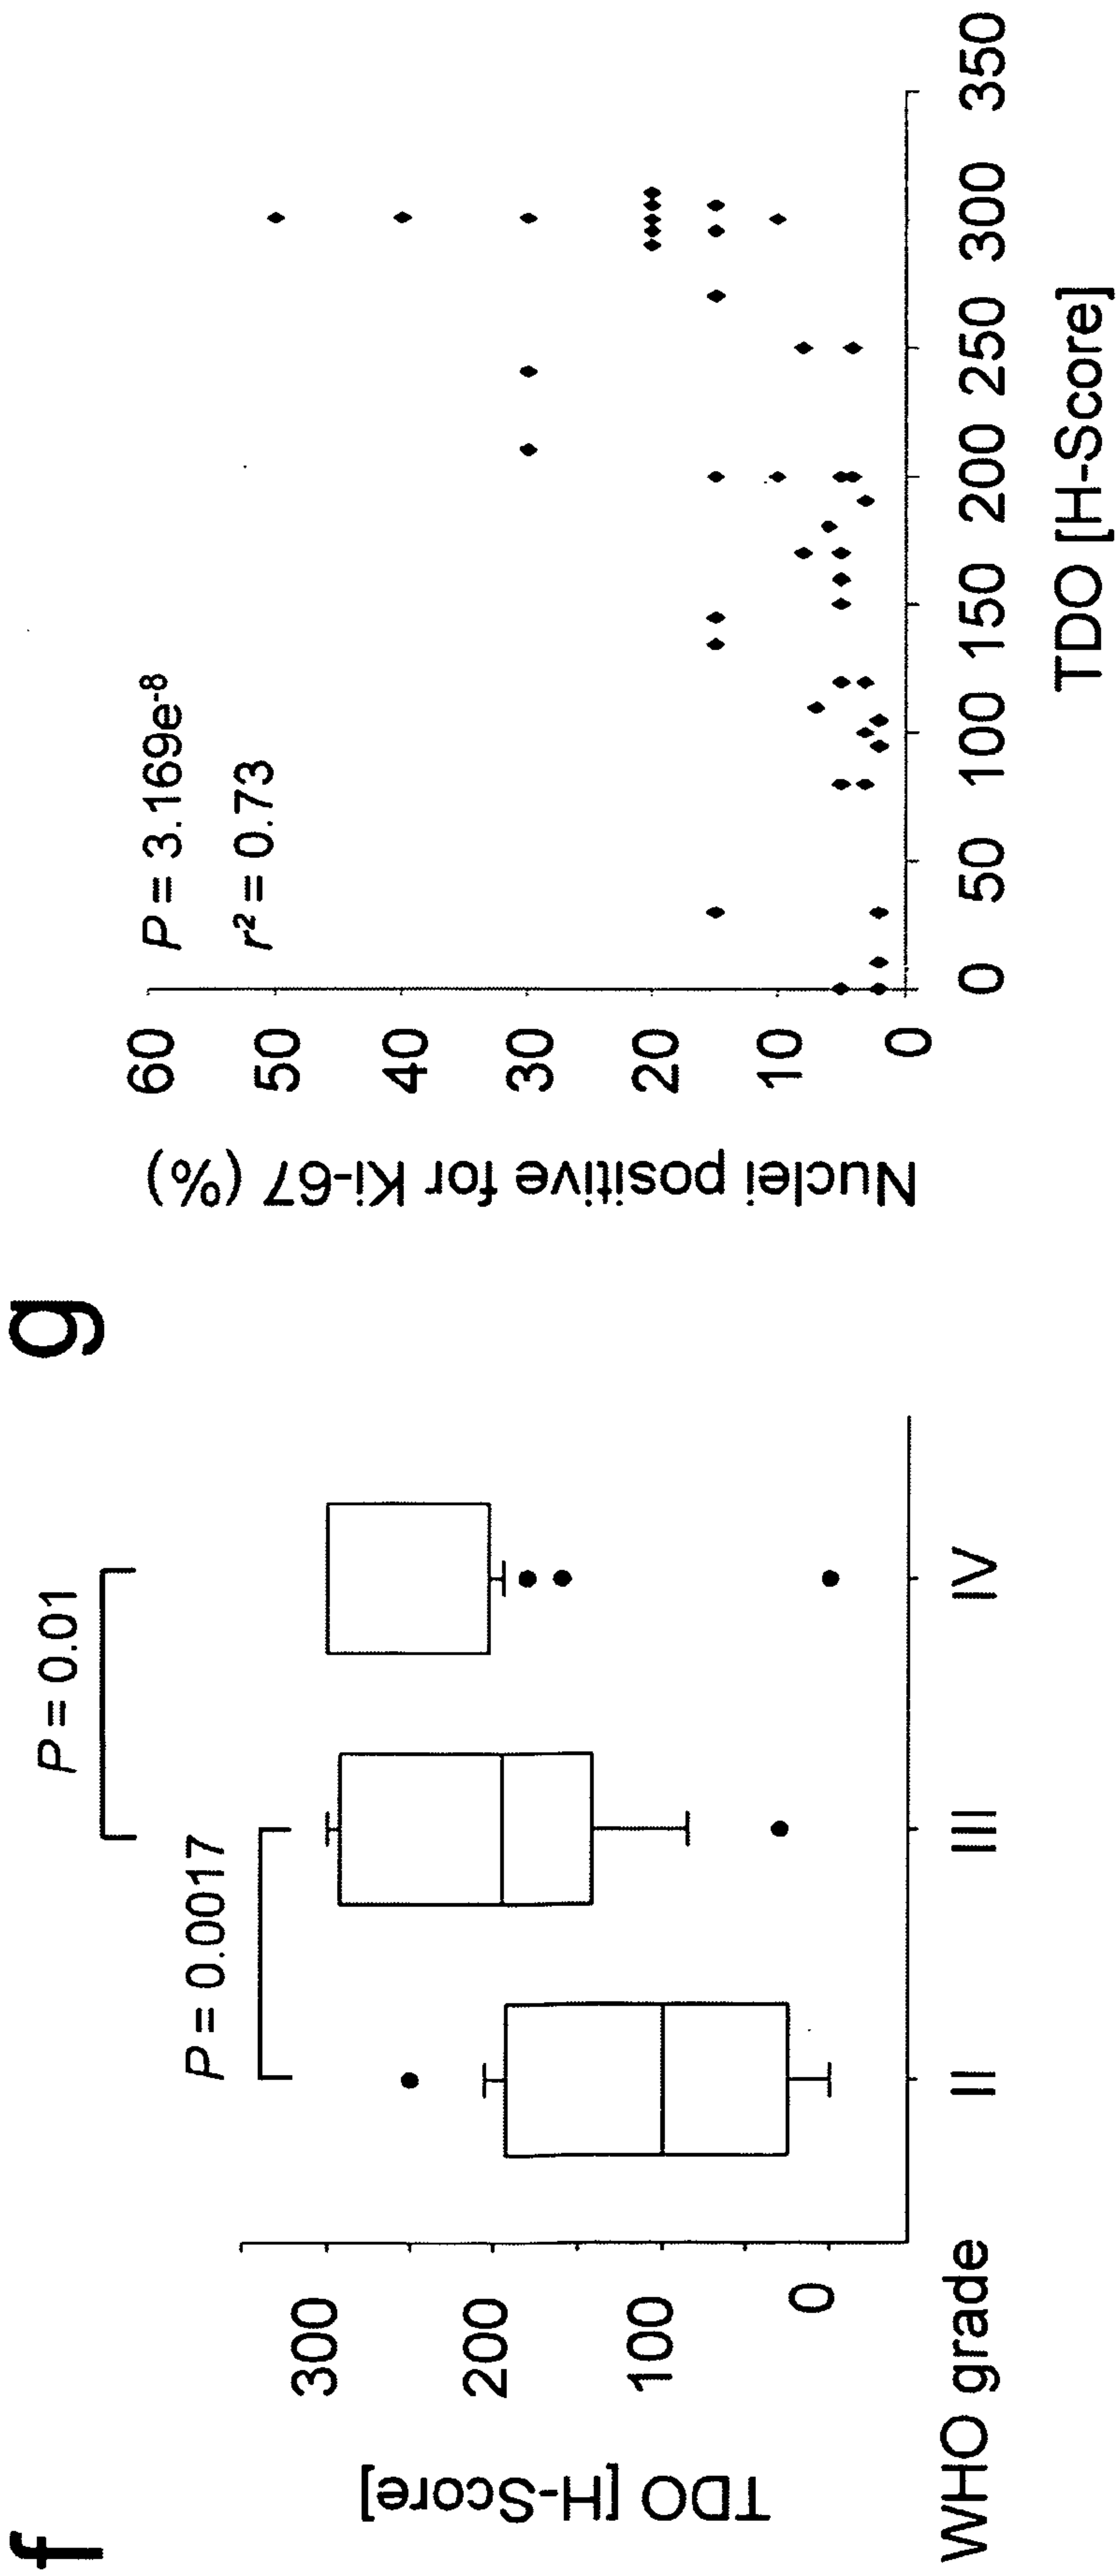 f
P = 0.01
P = 0.0017
300
200
100
0
TDO [H-Score]
II III IV
WHO grade
g
P = 3.169e-8
r2 = 0.73
60
50
40
30
20
10
0
Nuclei positive for Ki-67 (%)
0 50 100 150 200 250 300 350
TDO [H-Score]